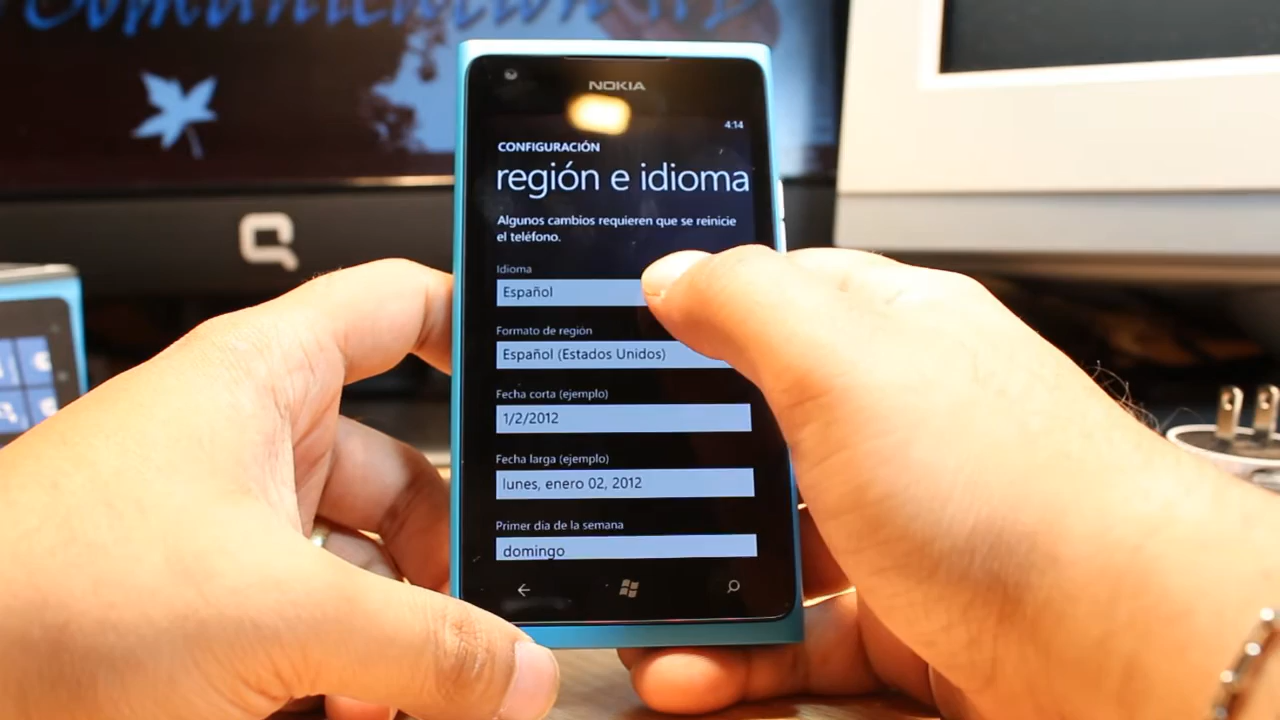 Comunicación HD
NOKIA
4:14
CONFIGURACIÓN
región e idioma
Algunos cambios requieren que se reinicie
el teléfono.
Idioma
Español
Formato de región
Español (Estados Unidos)
Fecha corta (ejemplo)
1/2/2012
Fecha larga (ejemplo)
lunes, enero 02, 2012
Primer día de la semana
domingo